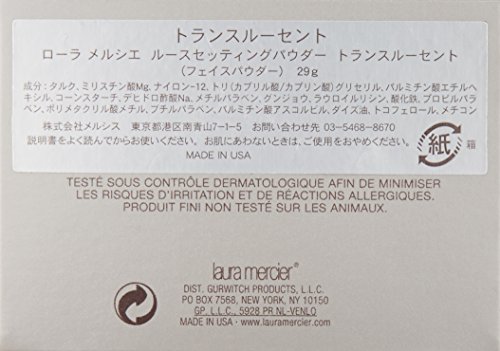 トランスルーセント
ローラ メルシエ ルースセッティングパウダー トランスルーセント
(フェイスパウダー) 29g
成分：タルク、ミリスチン酸Mg、ナイロン-12、トリ(カプリル酸/カプリン酸)グリセリル、パルミチン酸エチルヘ
キシル、コーンスターチ、デヒドロ酢酸Na、メチルパラベン、グンジョウ、ラウロイルリシン、酸化鉄、プロピルパラ
ベン、ポリメタクリル酸メチル、ブチルパラベン、パルミチン酸アスコルビル、ダイズ油、トコフェロール、メチコン
株式会社メルシス 東京都港区南青山7-1-5 お問い合わせ先 03-5468-8670
説明書をよく読んでからお使いください。お肌にあわないときは、ご使用をおやめください。
MADE IN USA
紙
箱
TESTÉ SOUS CONTRÔLE DERMATOLOGIQUE AFIN DE MINIMISER
LES RISQUES D'IRRITATION ET DE RÉACTIONS ALLERGIQUES.
PRODUIT FINI NON TESTÉ SUR LES ANIMAUX.
laura mercier®
DIST. GURWITCH PRODUCTS, L.L.C.
PO BOX 7568, NEW YORK, NY 10150
GP, L.L.C., 5928 PR NL-VENLO
www.lauramercier.com
MADE IN USA